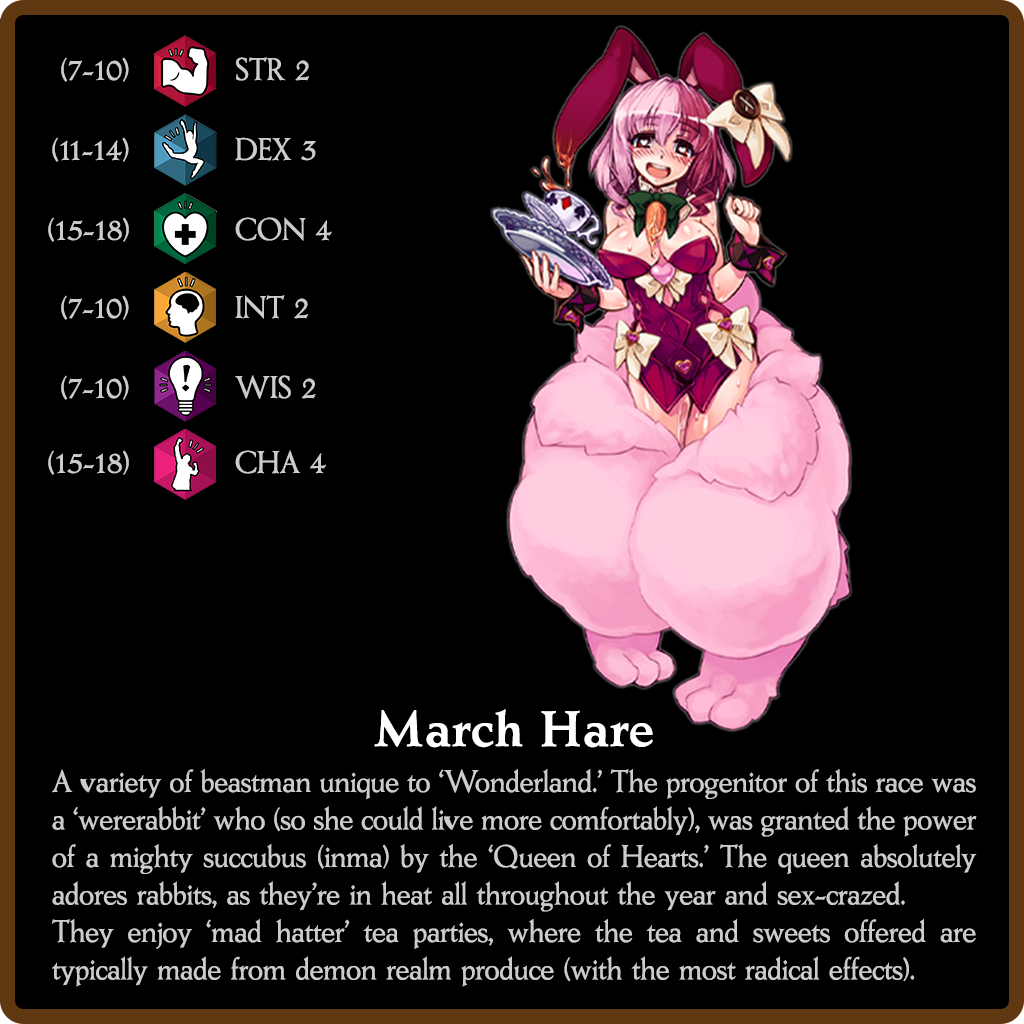 (7-10) STR 2
(11-14) DEX 3
(15-18) CON 4
(7-10) INT 2
(7-10) WIS 2
(15-18) CHA 4
March Hare
A variety of beastman unique to ‘Wonderland.’ The progenitor of this race was
a ‘wererabbit’ who (so she could live more comfortably), was granted the power
of a mighty succubus (inma) by the ‘Queen of Hearts.’ The queen absolutely
adores rabbits, as they’re in heat all throughout the year and sex-crazed.
They enjoy ‘mad hatter’ tea parties, where the tea and sweets offered are
typically made from demon realm produce (with the most radical effects).